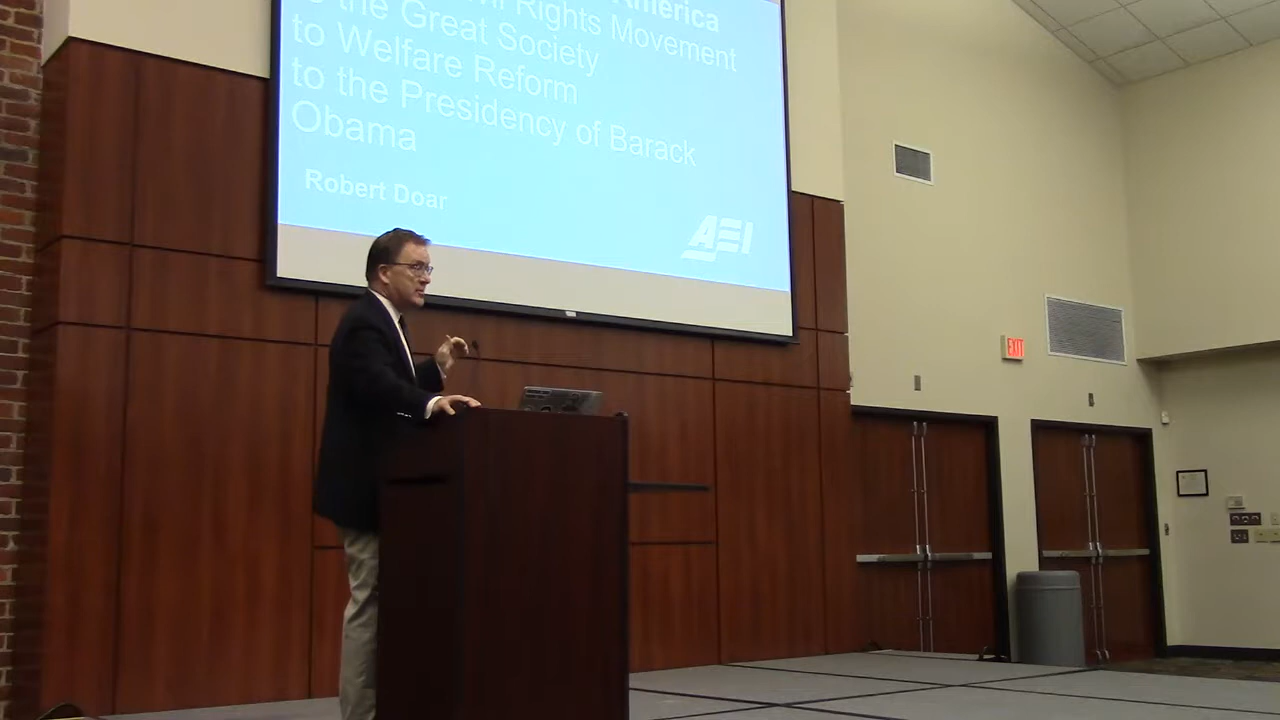 America
Rights Movement
the Great Society
to Welfare Reform
to the Presidency of Barack
Obama
Robert Doar
AEI
EXIT